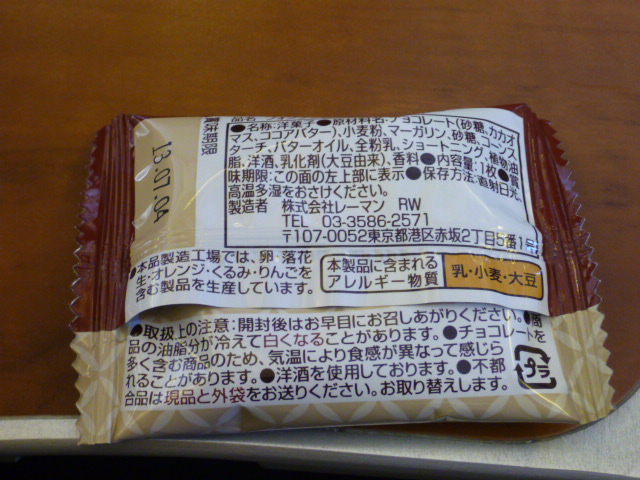 ●名称:洋菓子●原材料名:チョコレート(砂糖、カカオ
マス、ココアバター)、小麦粉、マーガリン、砂糖、コーンス
ターチ、バターオイル、全粉乳、ショートニング、植物油
脂、洋酒、乳化剤(大豆由来)、香料●内容量:1枚●賞
味期限:この面の左上部に表示●保存方法:直射日光、
高温多湿をおさけください。
製造者 株式会社レーマン RW
TEL 03-3586-2571
〒107-0052東京都港区赤坂2丁目5番1号
賞味期限
13.07.04
●本品製造工場では、卵・落花
生・オレンジ・くるみ・りんごを
含む製品を生産しています。
本製品に含まれる
アレルギー物質
乳・小麦・大豆
●取扱上の注意:開封後はお早目にお召しあがりください。●商
品の油脂分が冷えて白くなることがあります。●チョコレートを
多く含む商品のため、気温により食感が異なって感じら
れることがあります。●洋酒を使用しております。●不都
合品は現品と外袋をお送りください。お取替えします。
プラ